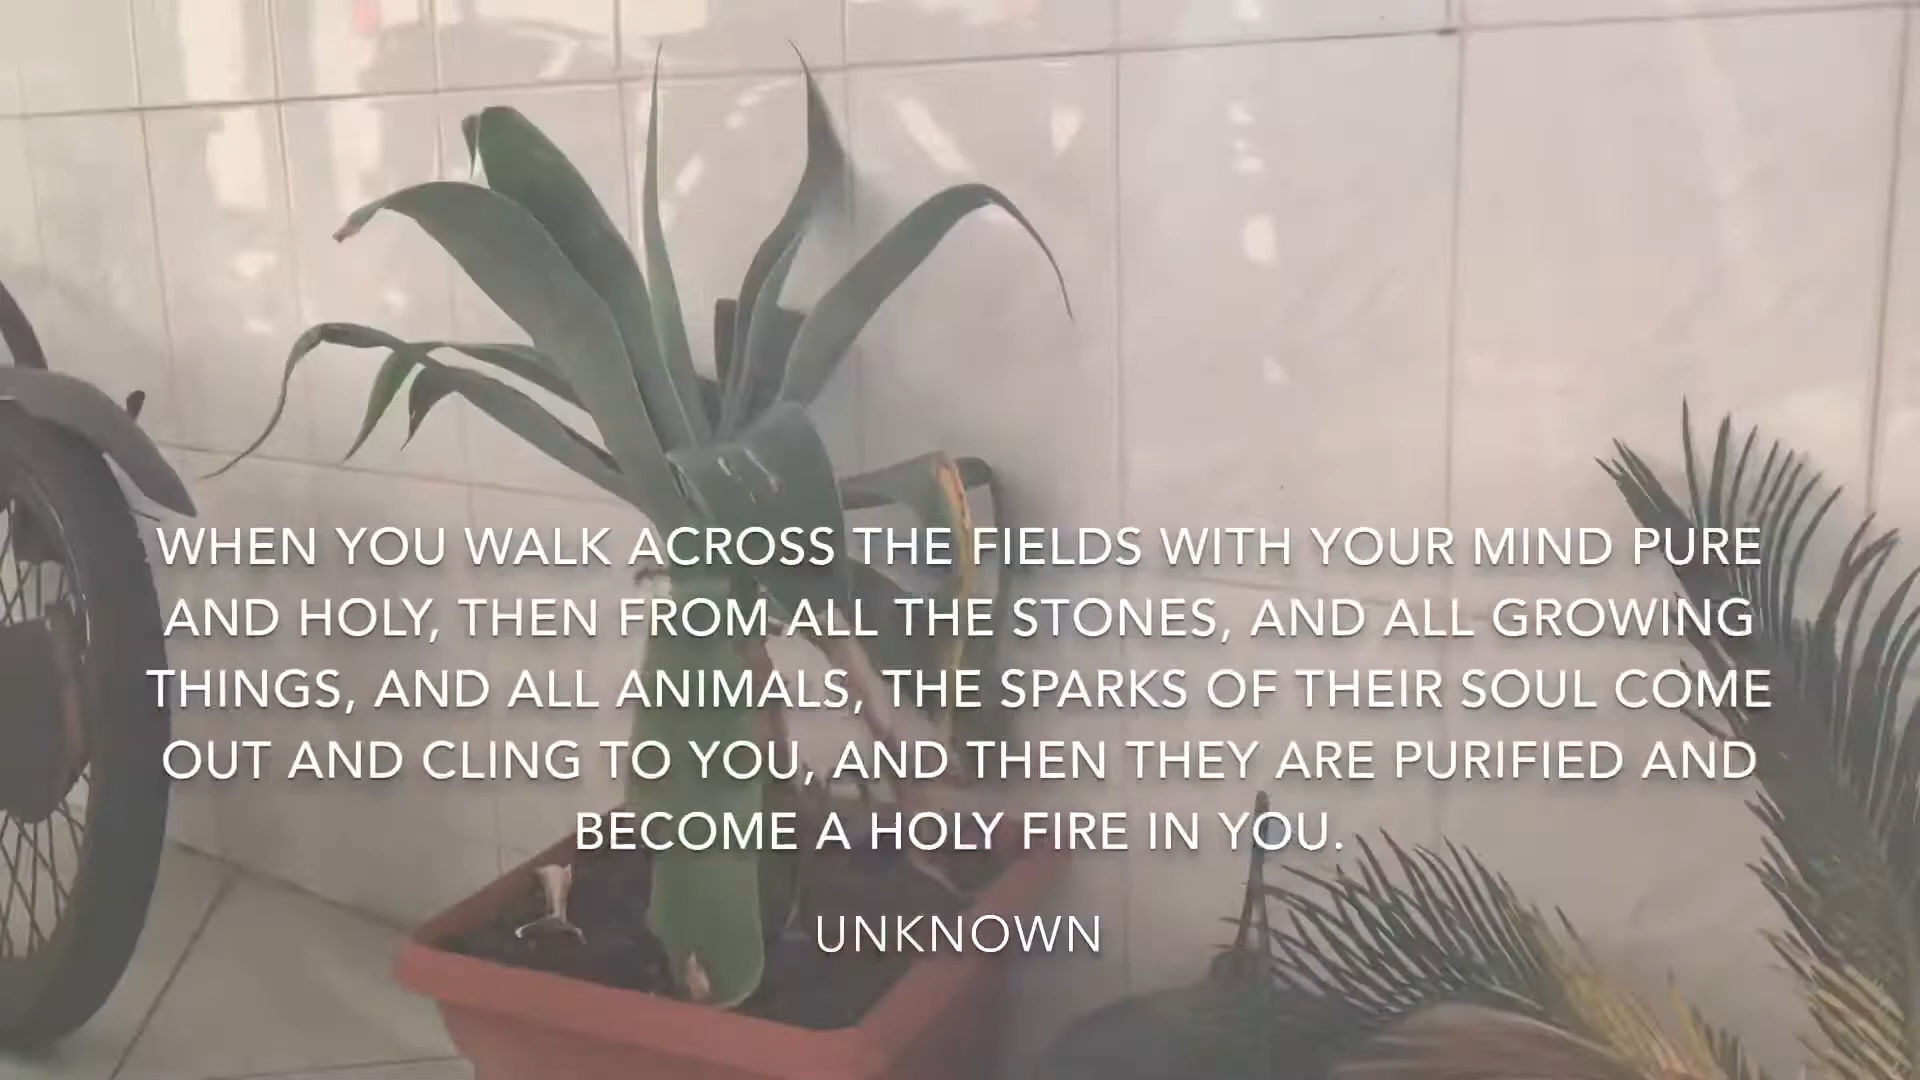 WHEN YOU WALK ACROSS THE FIELDS WITH YOUR MIND PURE
AND HOLY, THEN FROM ALL THE STONES, AND ALL GROWING
THINGS, AND ALL ANIMALS, THE SPARKS OF THEIR SOUL COME
OUT AND CLING TO YOU, AND THEN THEY ARE PURIFIED AND
BECOME A HOLY FIRE IN YOU.
UNKNOWN